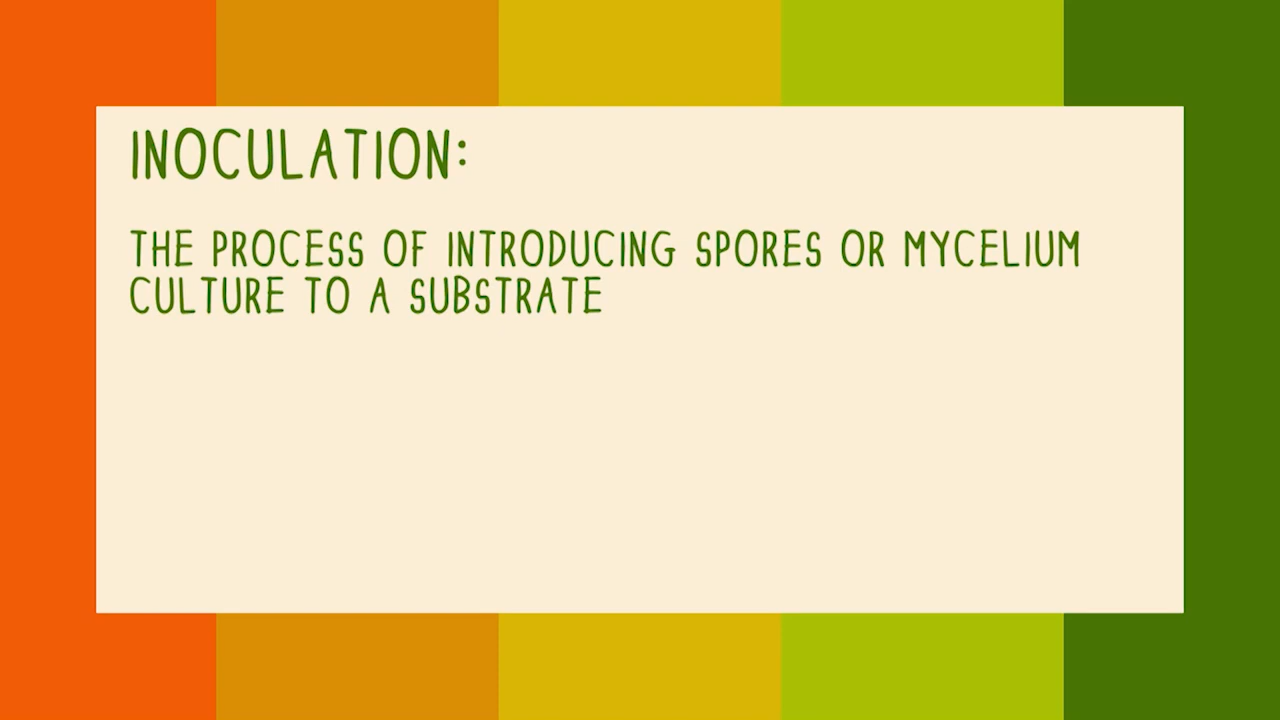 INOCULATION:
THE PROCESS OF INTRODUCING SPORES OR MYCELIUM
CULTURE TO A SUBSTRATE